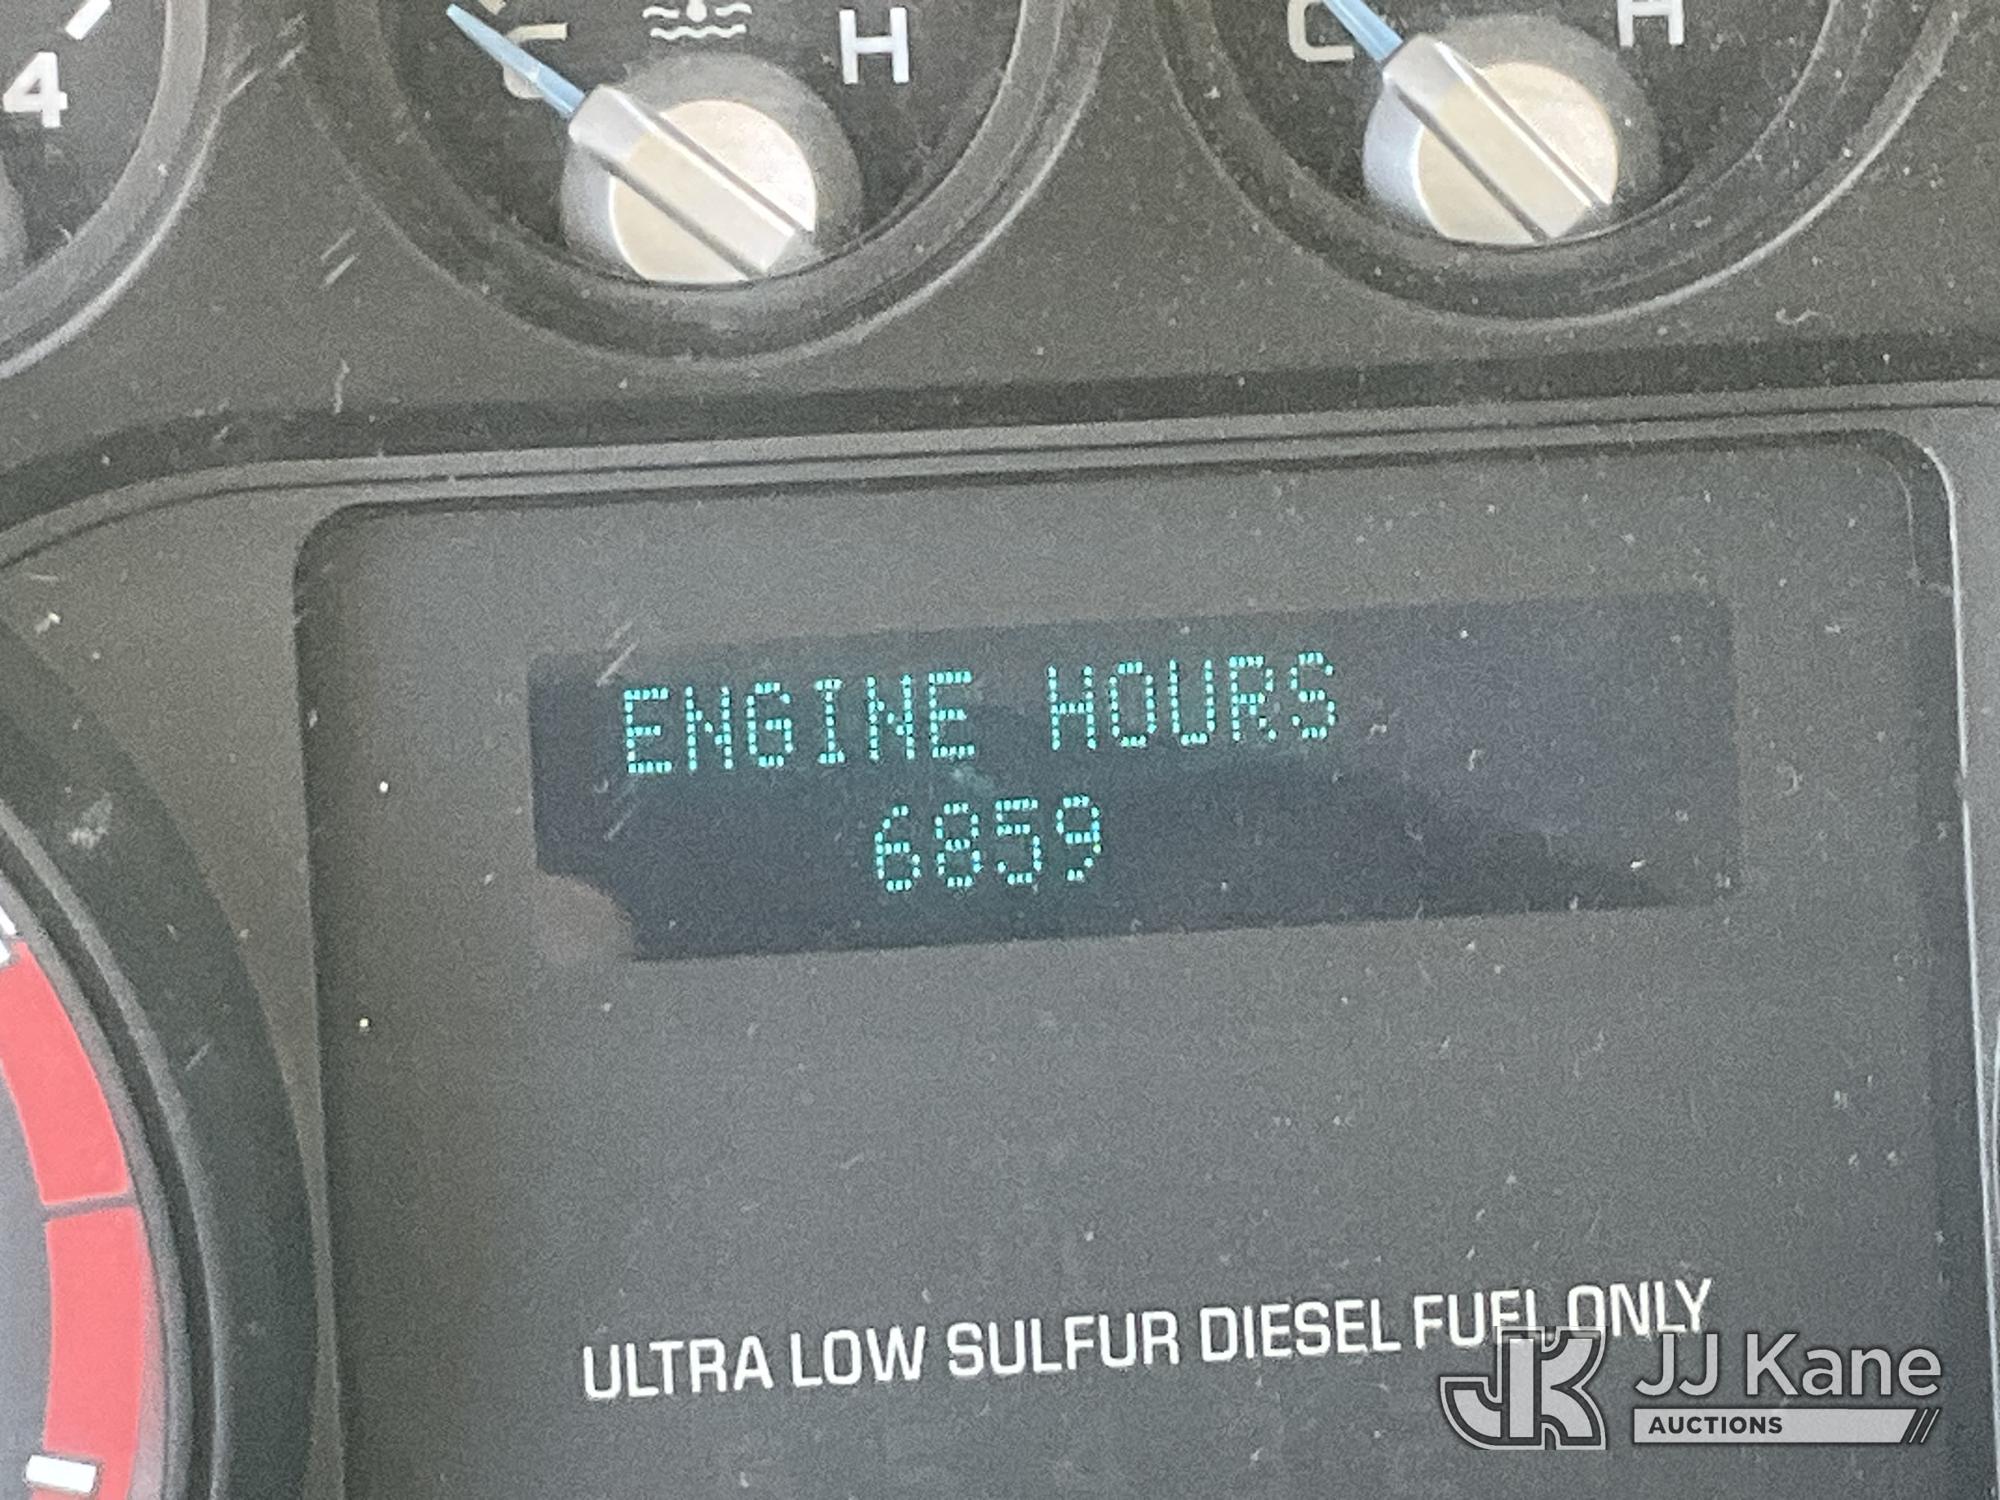 4
H
C
H
ENGINE HOURS
6859
ULTRA LOW SULFUR DIESEL FUEL ONLY
JK JJ Kane
AUCTIONS